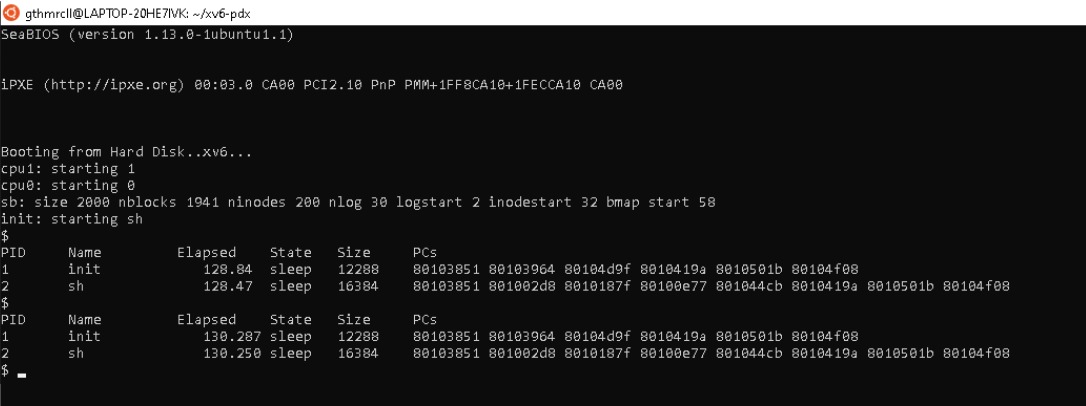 gthmrcll@LAPTOP-20HE7IVK: ~/xv6-pdx
SeaBIOS (version 1.13.0-1ubuntu1.1)
iPXE (http://ipxe.org) 00:03.0 CA00 PCI2.10 PnP PMM+1FF8CA10+1FECCA10 CA00
Booting from Hard Disk..xv6...
cpu1: starting 1
cpu0: starting 0
sb: size 2000 nblocks 1941 ninodes 200 nlog 30 logstart 2 inodestart 32 bmap start 58
init: starting sh
$
PID Name Elapsed State Size PCs
1 init 128.84 sleep 12288 80103851 80103964 80104d9f 8010419a 8010501b 80104f08
2 sh 128.47 sleep 16384 80103851 801002d8 8010187f 80100e77 801044cb 8010419a 8010501b 80104f08
$
PID Name Elapsed State Size PCs
1 init 130.287 sleep 12288 80103851 80103964 80104d9f 8010419a 8010501b 80104f08
2 sh 130.250 sleep 16384 80103851 801002d8 8010187f 80100e77 801044cb 8010419a 8010501b 80104f08
$